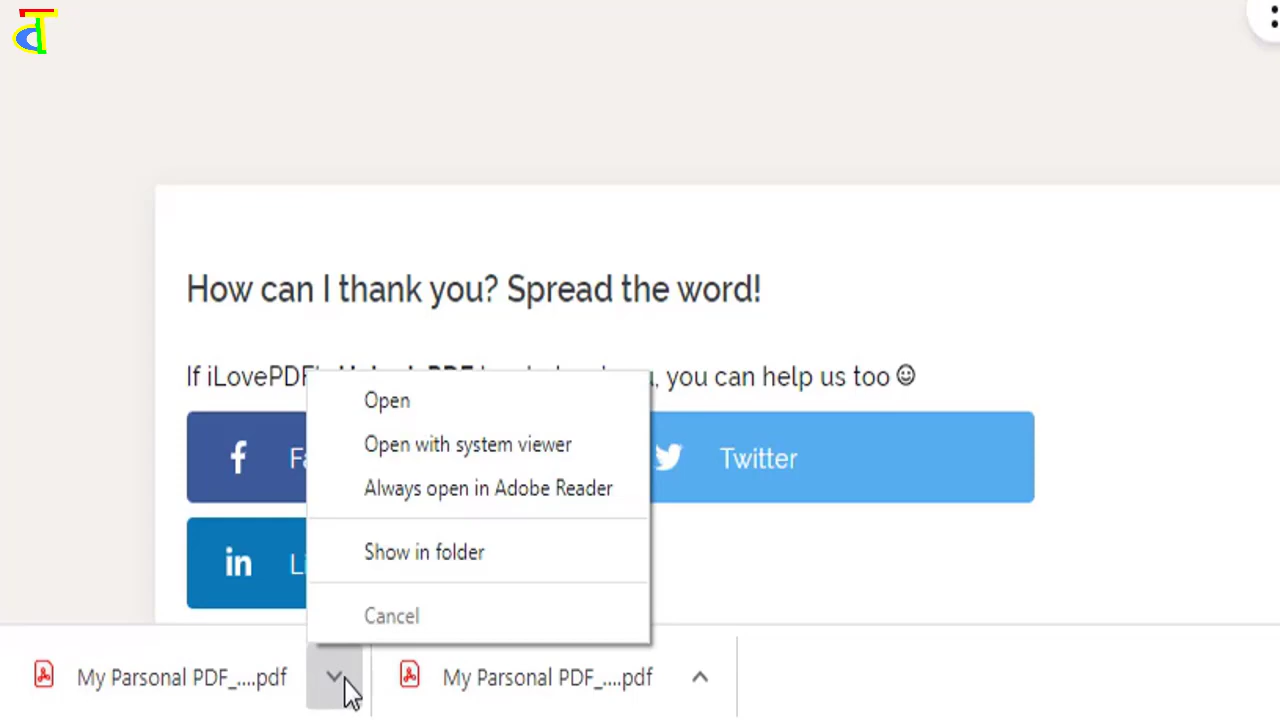 How can I thank you? Spread the word!
If iLovePDF's , you can help us too
Open
Open with system viewer
Always open in Adobe Reader
Show in folder
Cancel
Twitter
in
My Parsonal PDF_....pdf
My Parsonal PDF_....pdf